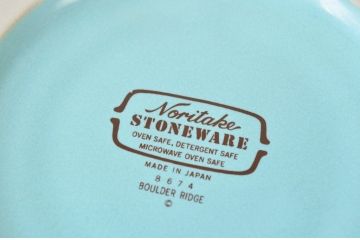 Noritake
STONEWARE
OVEN SAFE, DETERGENT SAFE
MICROWAVE OVEN SAFE
MADE IN JAPAN
8674
BOULDER RIDGE
©